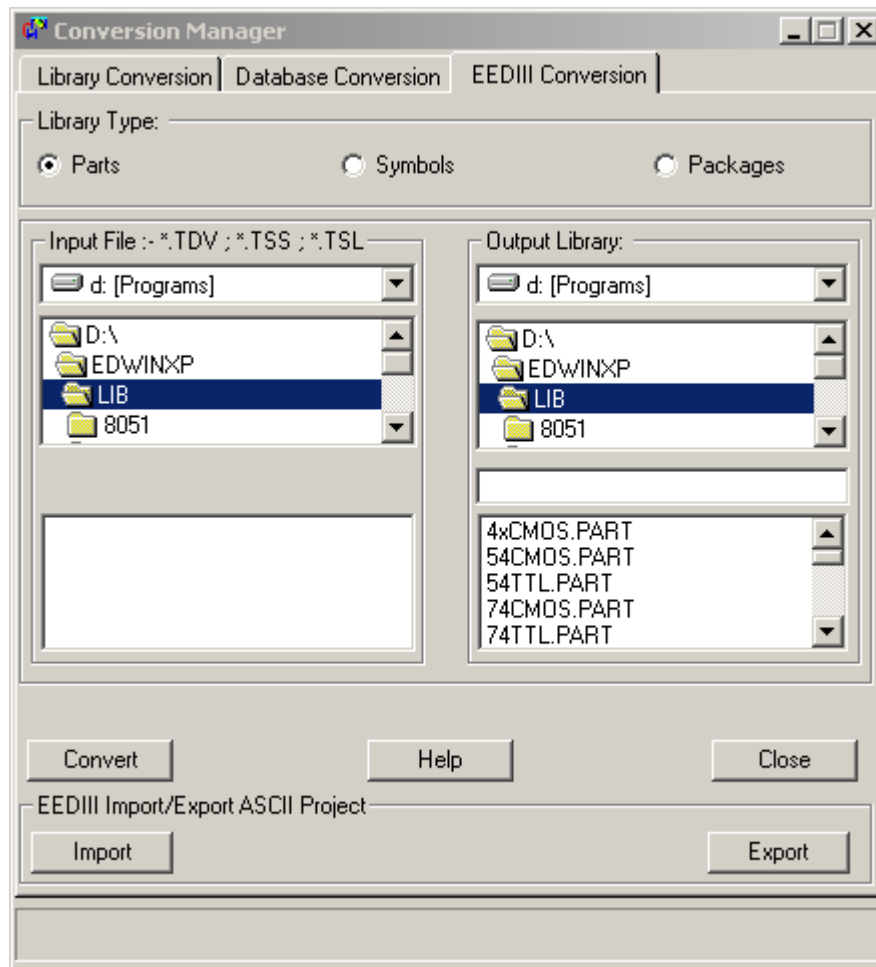 Conversion Manager
Library Conversion Database Conversion EEDIII Conversion
Library Type:
Parts Symbols Packages
Input File :- *.TDV ; *.TSS ; *.TSL
Output Library:
d: [Programs]
d: [Programs]
D:\
EDWINXP
LIB
8051
D:\
EDWINXP
LIB
8051
4xCMOS.PART
54CMOS.PART
54TTL.PART
74CMOS.PART
74TTL.PART
Convert Help Close
EEDIII Import/Export ASCII Project
Import Export